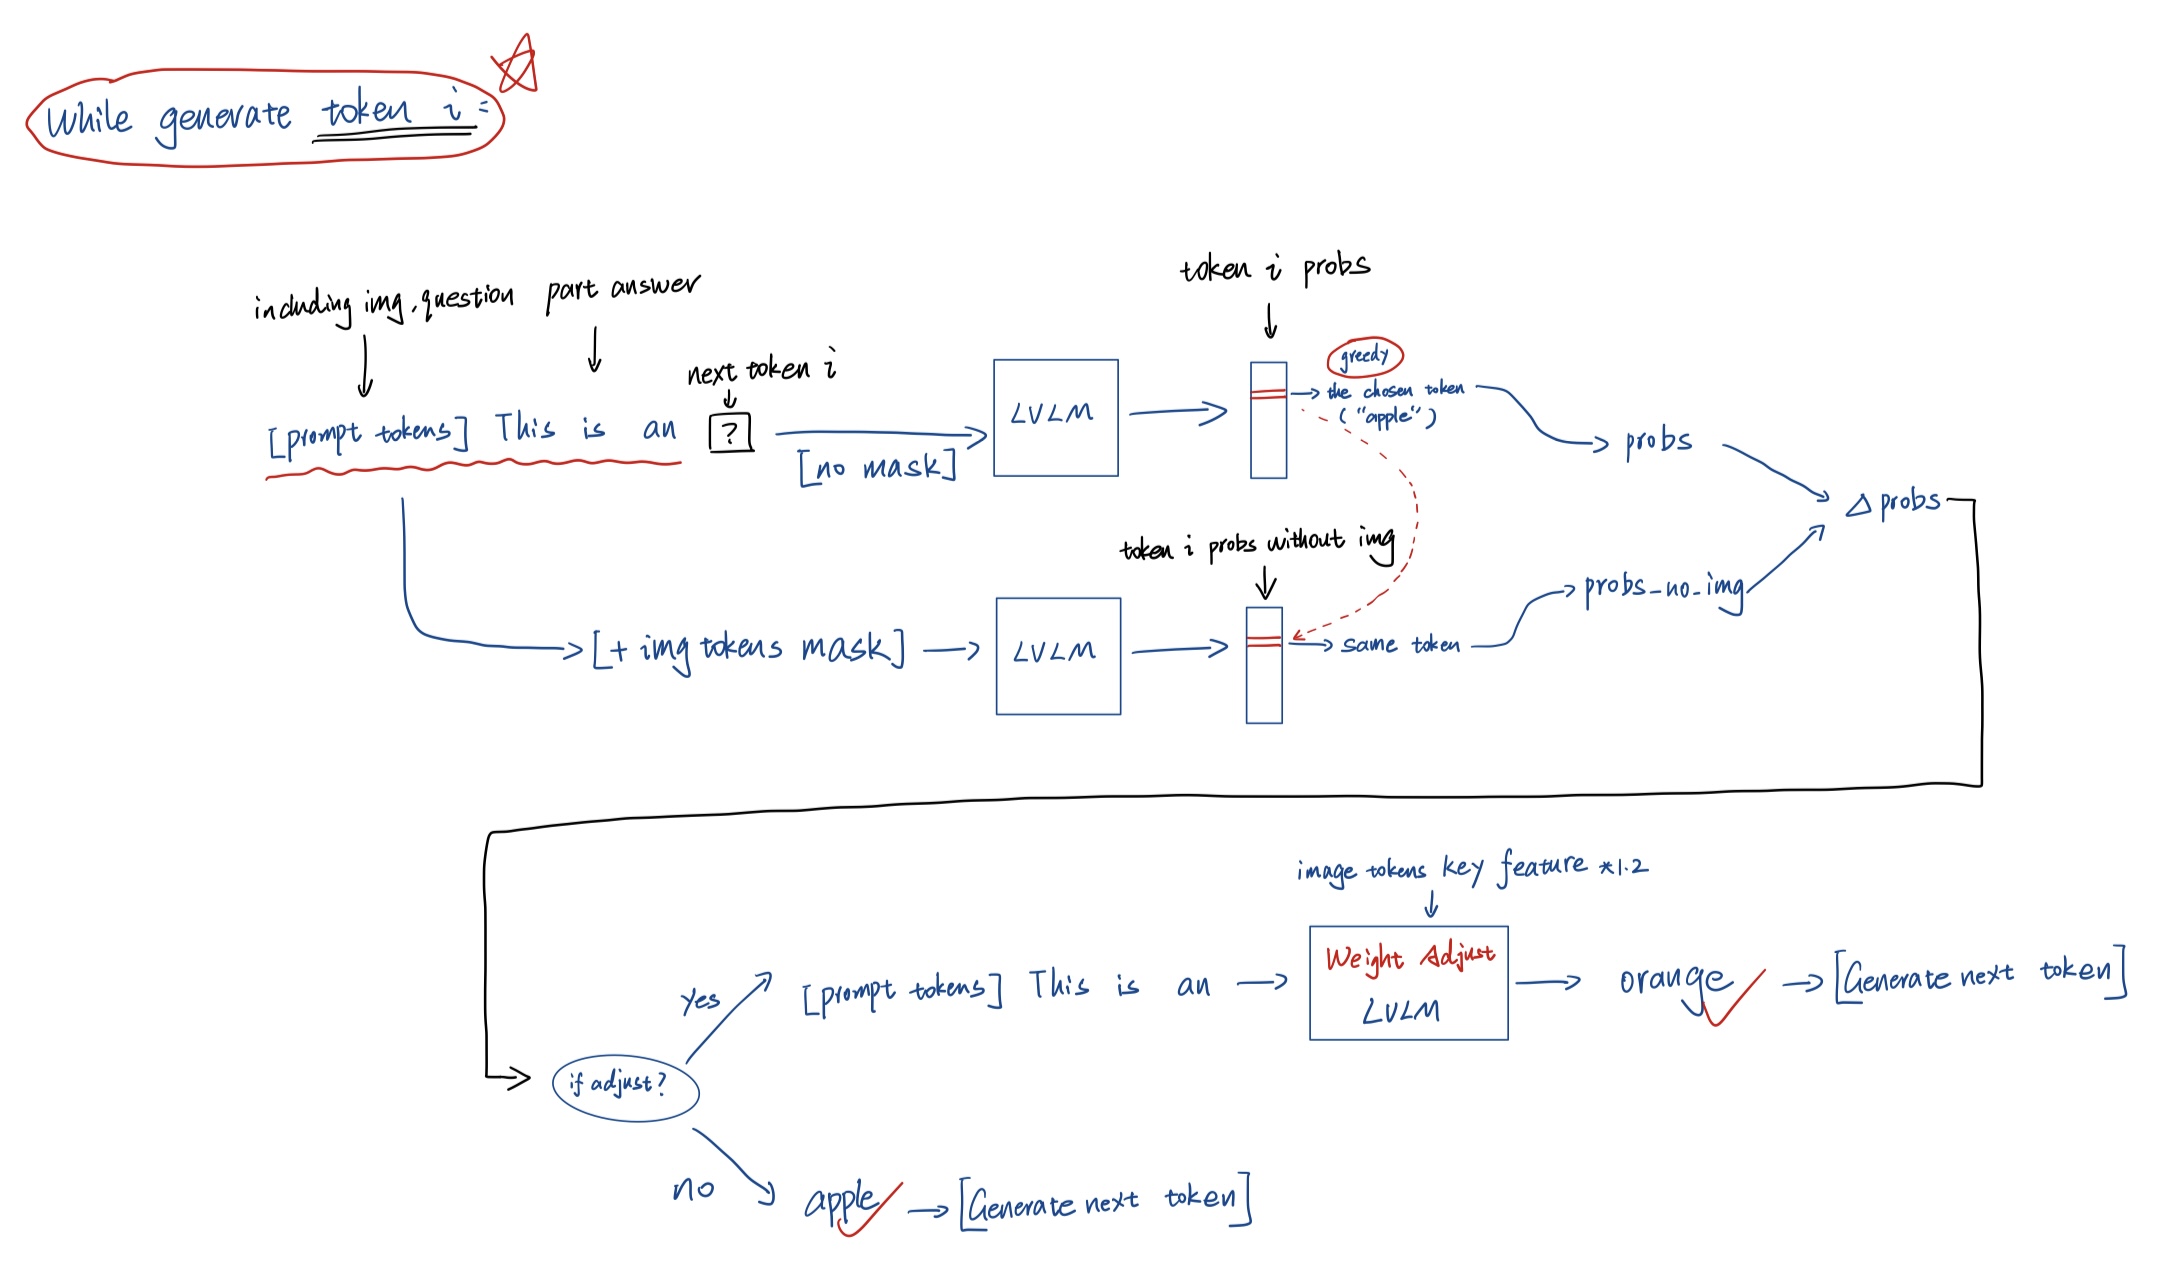 While generate token i:
token i probs
including img, question part answer
next token i
greedy
[prompt tokens] This is an ?
[no mask]
LVLM
the chosen token
("apple")
probs
Δ probs
token i probs without img
probs_no_img
[+ img tokens mask]
LVLM
same token
image tokens key feature *1.2
Yes
[prompt tokens] This is an
Weight Adjust
LVLM
orange
[Generate next token]
if adjust?
no
apple
[Generate next token]